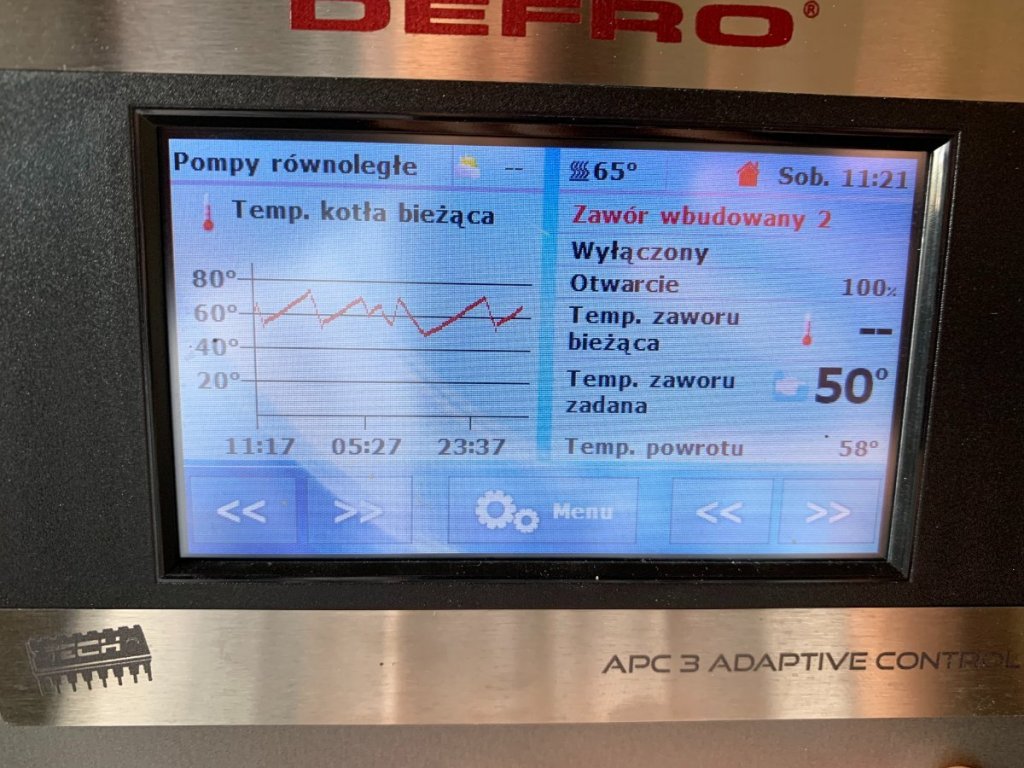 DEFRO®
Pompy równoległe --
65° Sob. 11:21
Temp. kotła bieżąca
80°
60°
40°
20°
11:17 05:27 23:37
Zawór wbudowany 2
Wyłączony
Otwarcie 100%
Temp. zaworu
bieżąca --
Temp. zaworu
zadana 50°
Temp. powrotu 58°
<< >> Menu << >>
TECH
APC 3 ADAPTIVE CONTROL